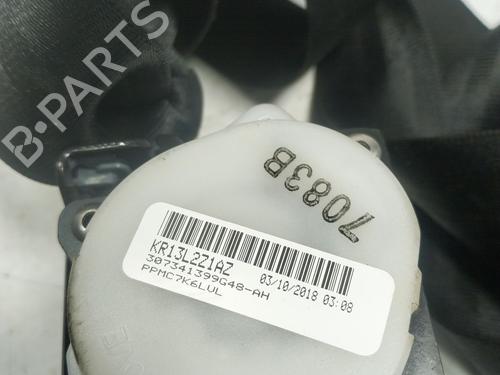 B-PARTS
7083B
KR13L2Z1AZ
03/10/2018 03:08
307341399G48-AH
PPMC7K6LUL